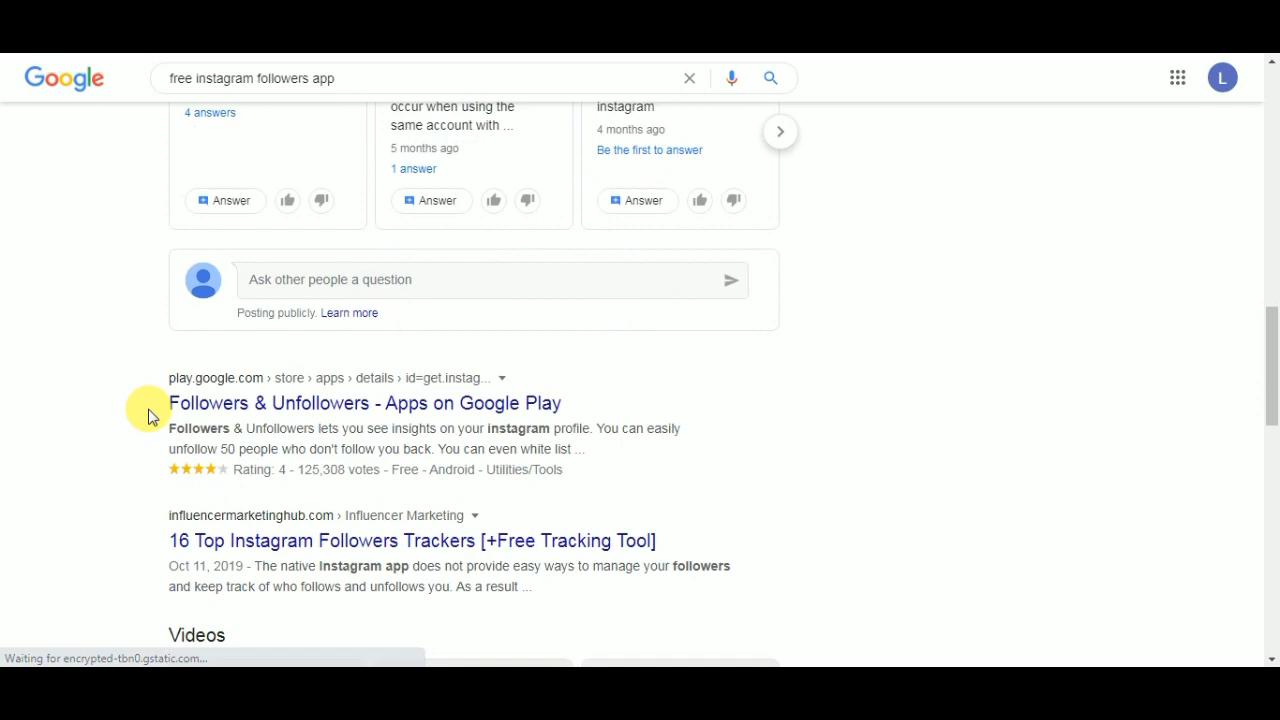 Google
free instagram followers app
L
4 answers
occur when using the
same account with ...
5 months ago
1 answer
instagram
4 months ago
Be the first to answer
Answer
Answer
Answer
Ask other people a question
Posting publicly. Learn more
play.google.com › store › apps › details › id=get.instag...
Followers & Unfollowers - Apps on Google Play
Followers & Unfollowers lets you see insights on your instagram profile. You can easily
unfollow 50 people who don't follow you back. You can even white list ...
Rating: 4 - 125,308 votes - Free - Android - Utilities/Tools
influencermarketinghub.com › Influencer Marketing
16 Top Instagram Followers Trackers [+Free Tracking Tool]
Oct 11, 2019 - The native Instagram app does not provide easy ways to manage your followers
and keep track of who follows and unfollows you. As a result ...
Videos
Waiting for encrypted-tbn0.gstatic.com...